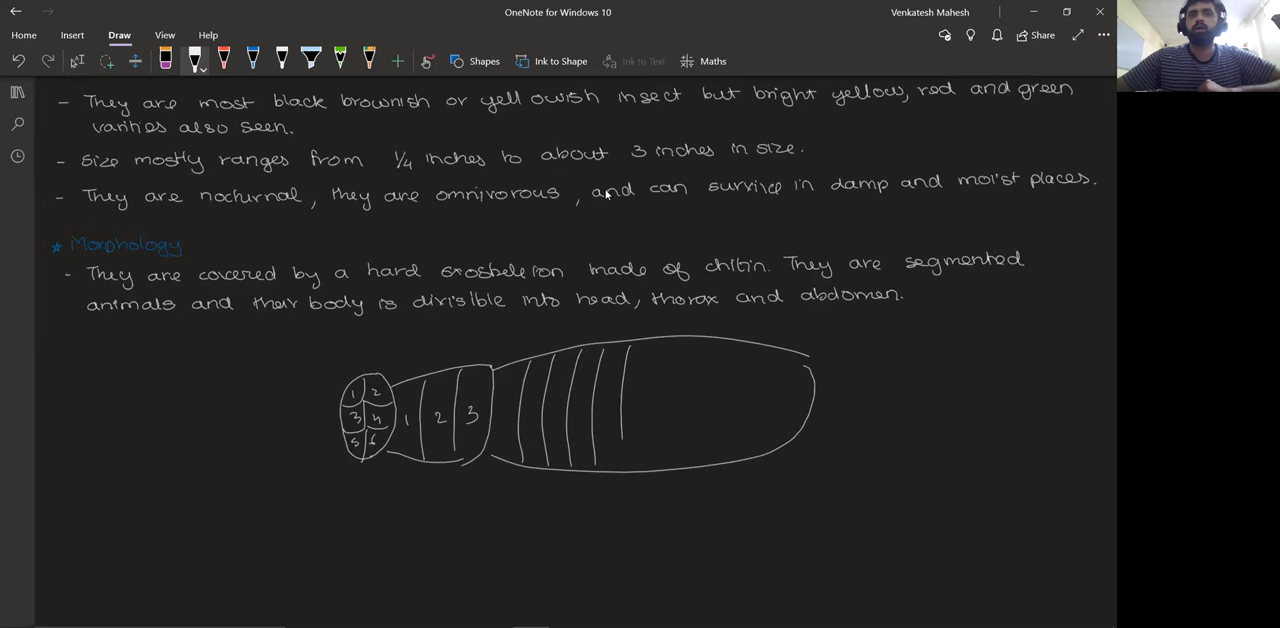 OneNote for Windows 10
Venkatesh Mahesh
Home Insert Draw View Help
Share
Shapes Ink to Shape Ink to Text Maths
- They are most black brownish or yellowish insect but bright yellow, red and green
varities also seen.
- Size mostly ranges from 1/4 inches to about 3 inches in size.
- They are nocturnal, they are omnivorous, and can survive in damp and moist places.
* Morphology
- They are covered by a hard exoskeleton made of chitin. They are segmented
animals and their body is divisible into head, thorax and abdomen.
1 2
3 4 1 2 3
5 6